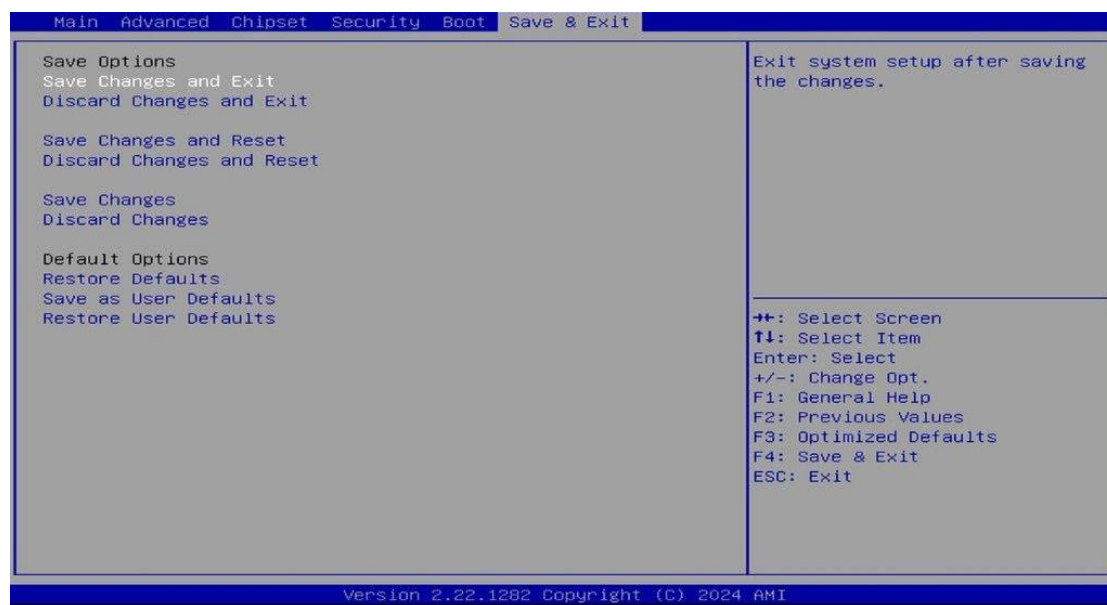 Main Advanced Chipset Security Boot Save & Exit
Save Options
Save Changes and Exit
Discard Changes and Exit
Save Changes and Reset
Discard Changes and Reset
Save Changes
Discard Changes
Default Options
Restore Defaults
Save as User Defaults
Restore User Defaults
Exit system setup after saving
the changes.
→←: Select Screen
↑↓: Select Item
Enter: Select
+/-: Change Opt.
F1: General Help
F2: Previous Values
F3: Optimized Defaults
F4: Save & Exit
ESC: Exit
Version 2.22.1282 Copyright (C) 2024 AMI